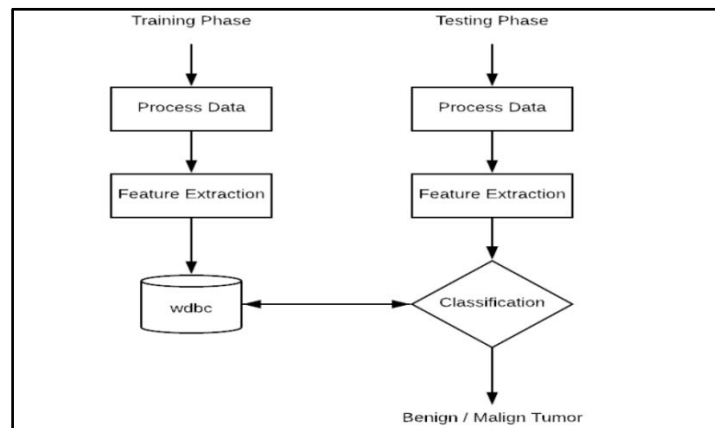 Training Phase
Testing Phase
Process Data
Process Data
Feature Extraction
Feature Extraction
wdbc
Classification
Benign / Malign Tumor